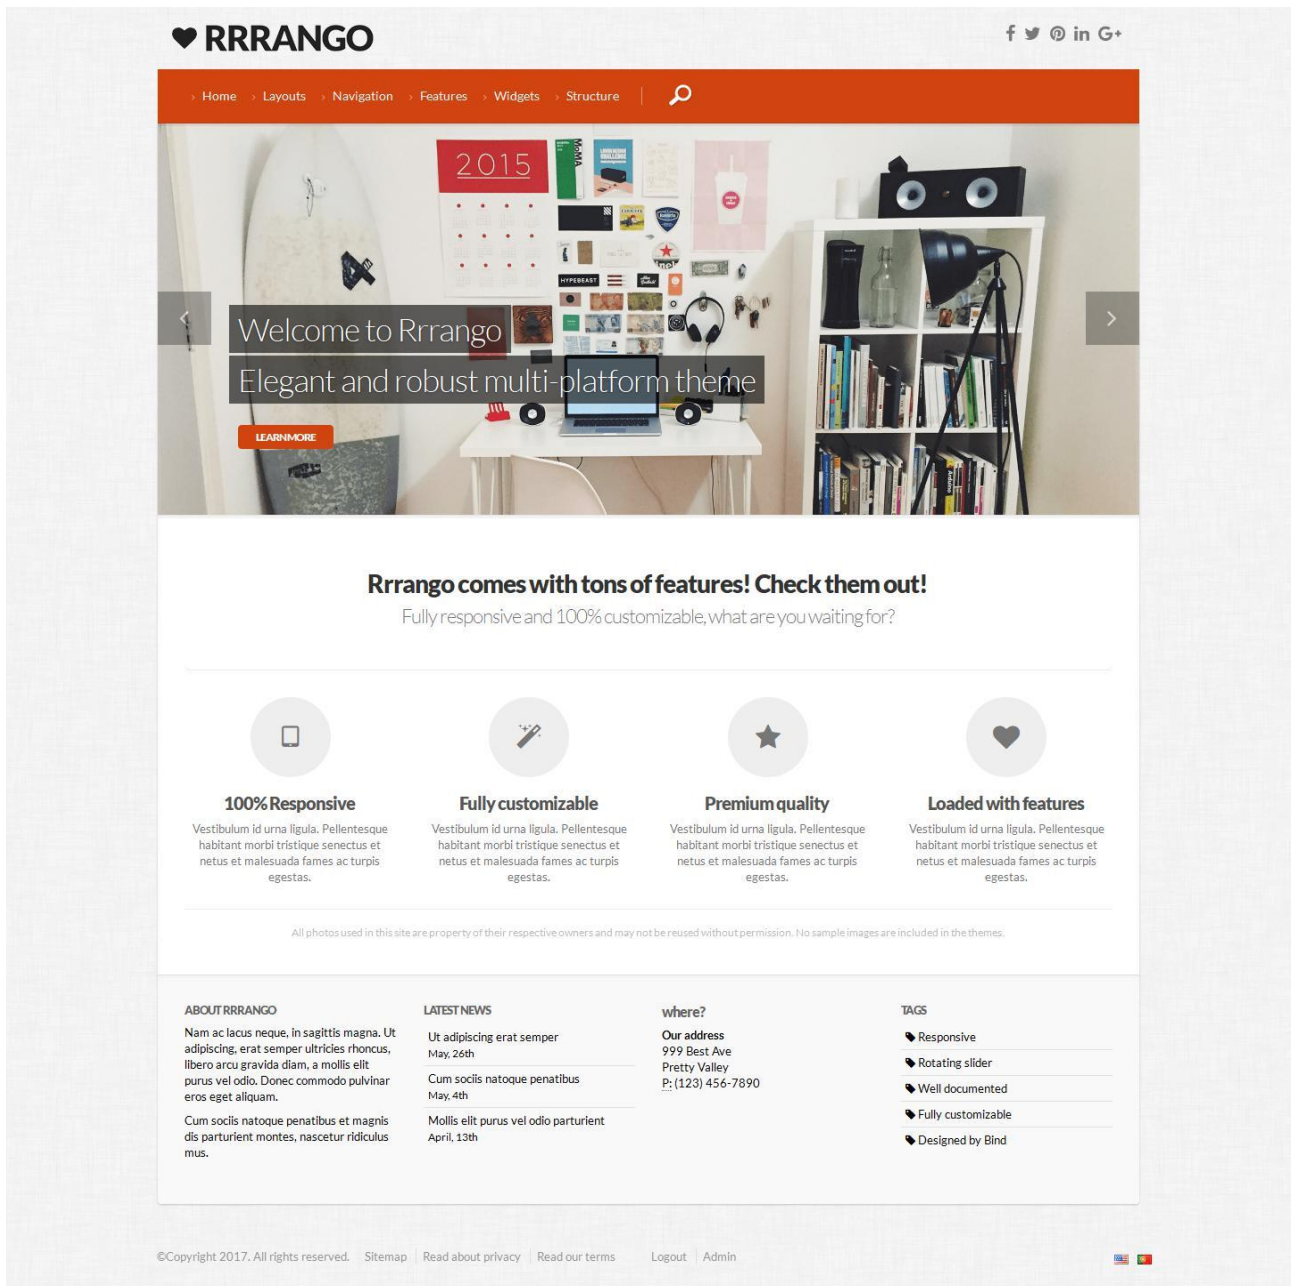 RRRANGO
Home Layouts Navigation Features Widgets Structure
2015
MoMA
HYPEBEAST
Welcome to Rrrango
Elegant and robust multi-platform theme
LEARN MORE
Rrrango comes with tons of features! Check them out!
Fully responsive and 100% customizable, what are you waiting for?
100% Responsive
Vestibulum id urna ligula. Pellentesque
habitant morbi tristique senectus et
netus et malesuada fames ac turpis
egestas.
Fully customizable
Vestibulum id urna ligula. Pellentesque
habitant morbi tristique senectus et
netus et malesuada fames ac turpis
egestas.
Premium quality
Vestibulum id urna ligula. Pellentesque
habitant morbi tristique senectus et
netus et malesuada fames ac turpis
egestas.
Loaded with features
Vestibulum id urna ligula. Pellentesque
habitant morbi tristique senectus et
netus et malesuada fames ac turpis
egestas.
All photos used in this site are property of their respective owners and may not be reused without permission. No sample images are included in the themes.
ABOUT RRRANGO
Nam ac lacus neque, in sagittis magna. Ut
adipiscing, erat semper ultricies rhoncus,
libero arcu gravida diam, a mollis elit
purus vel odio. Donec commodo pulvinar
eros eget aliquam.
Cum sociis natoque penatibus et magnis
dis parturient montes, nascetur ridiculus
mus.
LATEST NEWS
Ut adipiscing erat semper
May, 26th
Cum sociis natoque penatibus
May, 4th
Mollis elit purus vel odio parturient
April, 13th
where?
Our address
999 Best Ave
Pretty Valley
P: (123) 456-7890
TAGS
Responsive
Rotating slider
Well documented
Fully customizable
Designed by Bind
©Copyright 2017. All rights reserved. Sitemap Read about privacy Read our terms Logout Admin